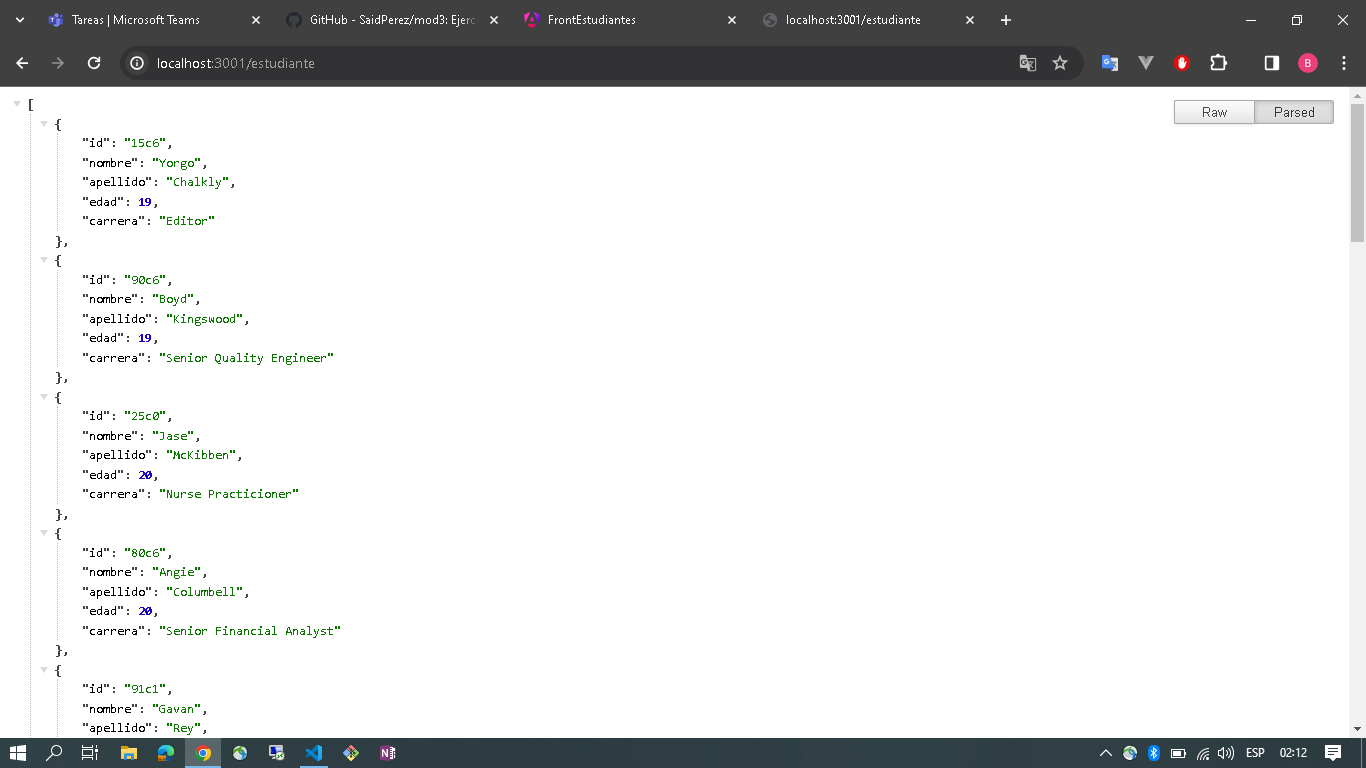 Tareas | Microsoft Teams
GitHub - SaidPerez/mod3: Ejerc
FrontEstudiantes
localhost:3001/estudiante
localhost:3001/estudiante
B
Raw
Parsed
[
{
"id": "15c6",
"nombre": "Yorgo",
"apellido": "Chalkly",
"edad": 19,
"carrera": "Editor"
},
{
"id": "90c6",
"nombre": "Boyd",
"apellido": "Kingswood",
"edad": 19,
"carrera": "Senior Quality Engineer"
},
{
"id": "25c0",
"nombre": "Jase",
"apellido": "McKibben",
"edad": 20,
"carrera": "Nurse Practicioner"
},
{
"id": "80c6",
"nombre": "Angie",
"apellido": "Columbell",
"edad": 20,
"carrera": "Senior Financial Analyst"
},
{
"id": "91c1",
"nombre": "Gavan",
"apellido": "Rey",
ESP
02:12